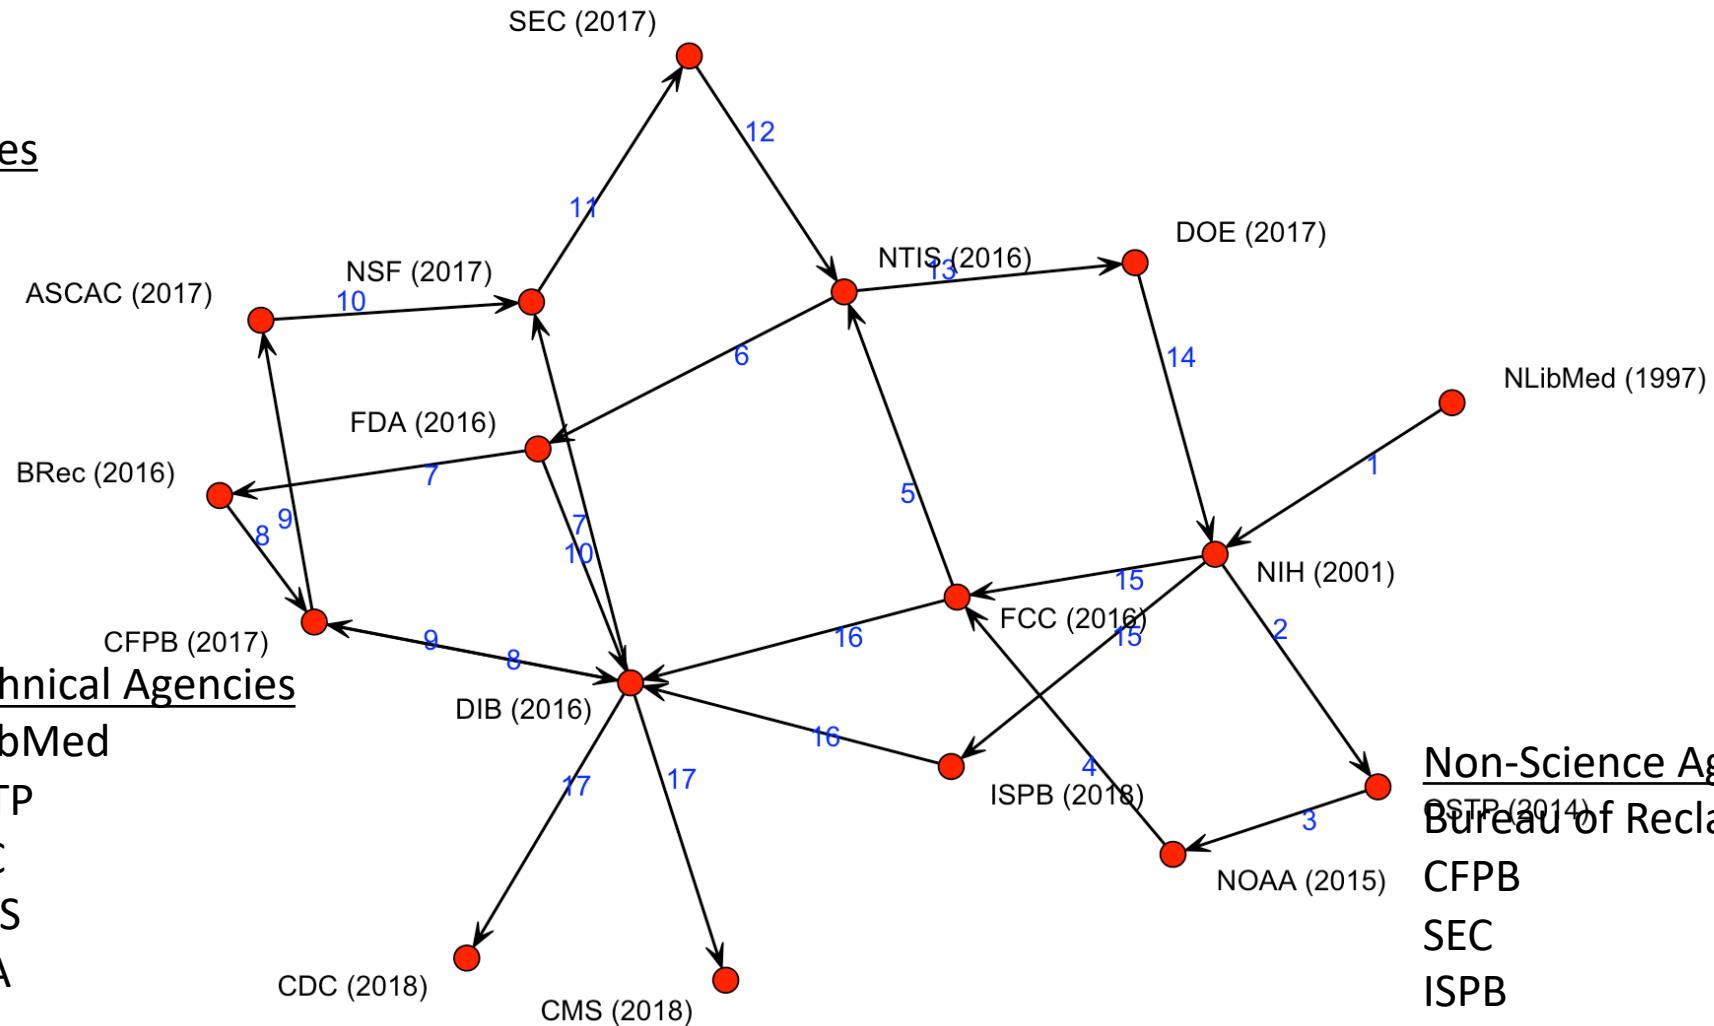 SEC (2017)
12
es
11
DOE (2017)
NTIS (2016)
13
NSF (2017)
ASCAC (2017)
10
6
14
NLibMed (1997)
FDA (2016)
BRec (2016)
7
1
5
9
8
7
10
NIH (2001)
15
FCC (2016)
15
2
16
CFPB (2017)
9
8
hnical Agencies
DIB (2016)
bMed
16
17
17
4
ISPB (2018)
Non-Science Ag
OSTP (2014)
Bureau of Recla
3
TP
C
NOAA (2015)
CFPB
S
SEC
A
CDC (2018)
CMS (2018)
ISPB